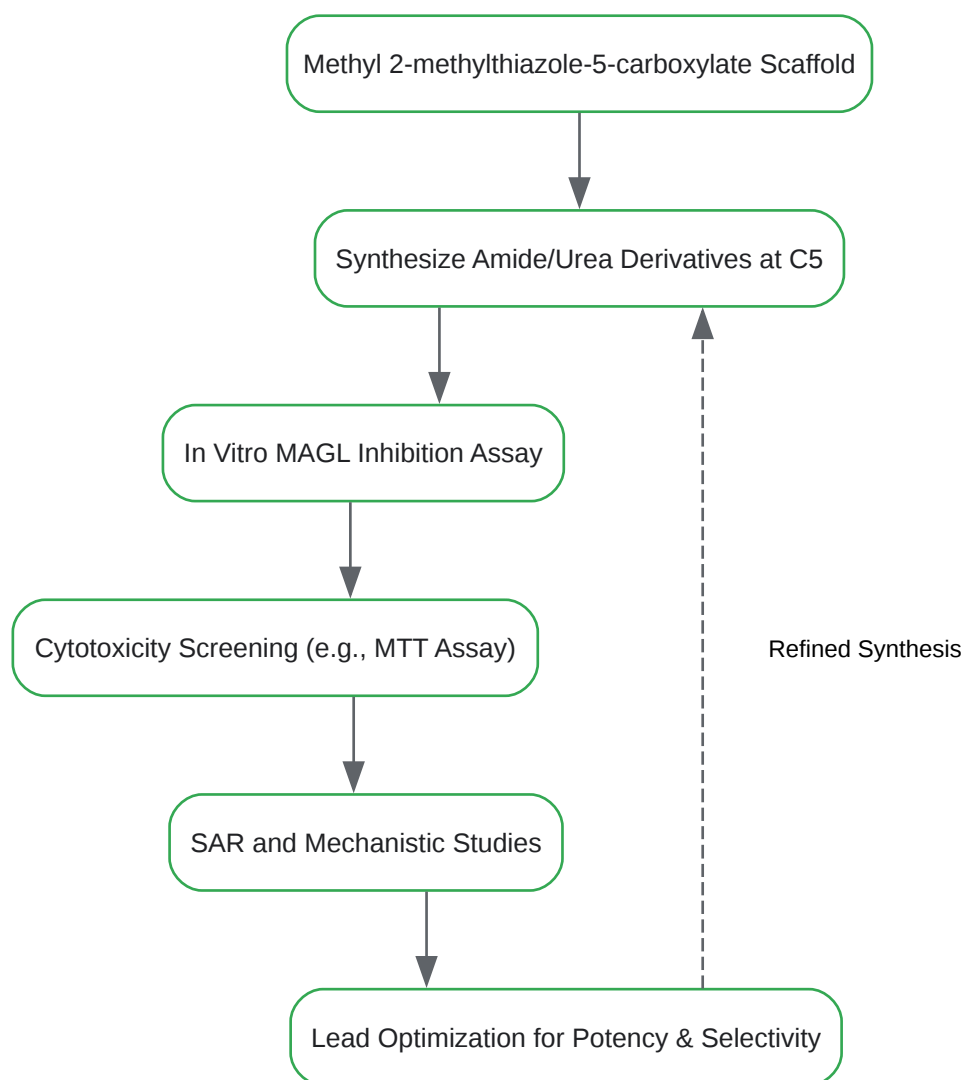 Methyl 2-methylthiazole-5-carboxylate Scaffold
Synthesize Amide/Urea Derivatives at C5
In Vitro MAGL Inhibition Assay
Cytotoxicity Screening (e.g., MTT Assay)
Refined Synthesis
SAR and Mechanistic Studies
Lead Optimization for Potency & Selectivity